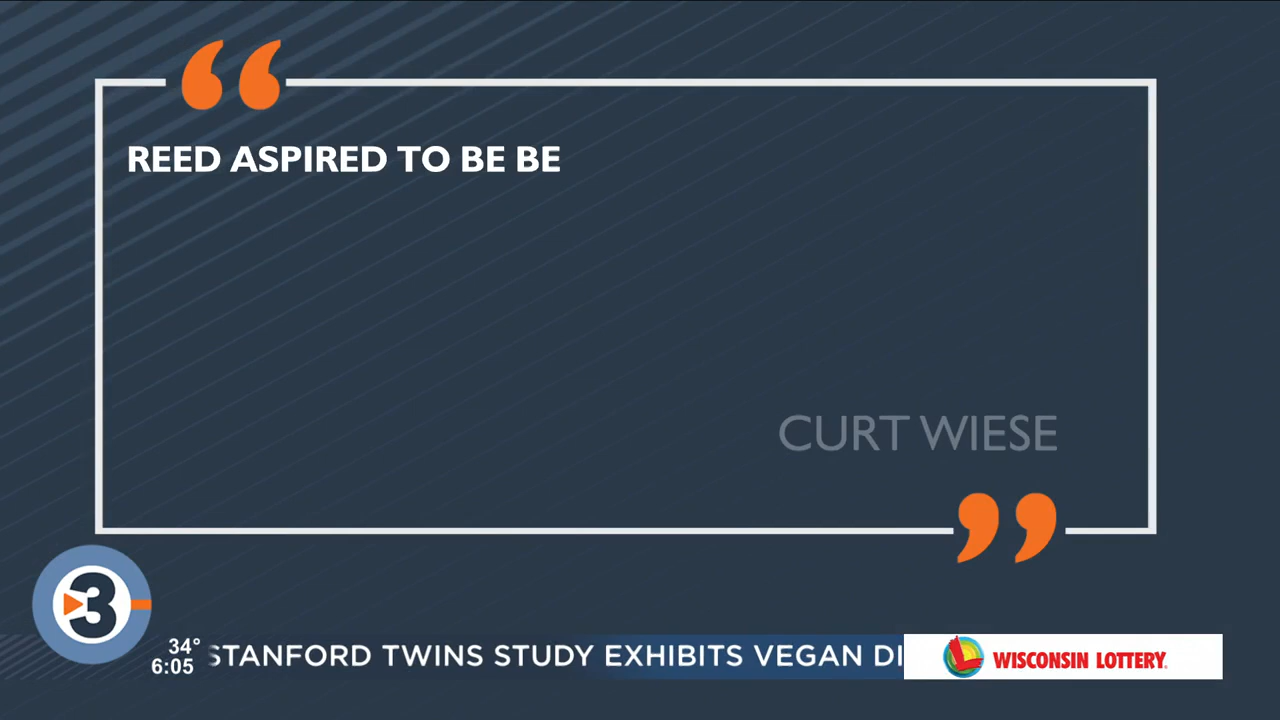 REED ASPIRED TO BE BE
CURT WIESE
3
34°
6:05
STANFORD TWINS STUDY EXHIBITS VEGAN DI
WISCONSIN LOTTERY